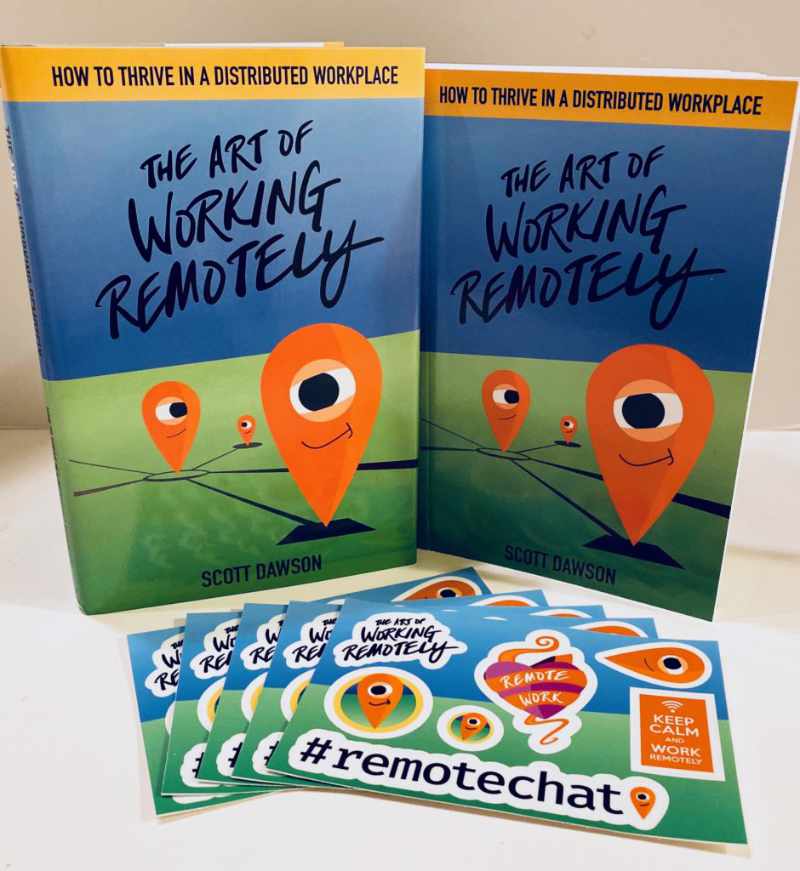 HOW TO THRIVE IN A DISTRIBUTED WORKPLACE
THE ART OF
WORKING
REMOTELY
SCOTT DAWSON
HOW TO THRIVE IN A DISTRIBUTED WORKPLACE
THE ART OF
WORKING
REMOTELY
SCOTT DAWSON
THE ART OF
WORKING
REMOTELY
REMOTE
WORK
KEEP
CALM
AND
WORK
REMOTELY
#remotechat